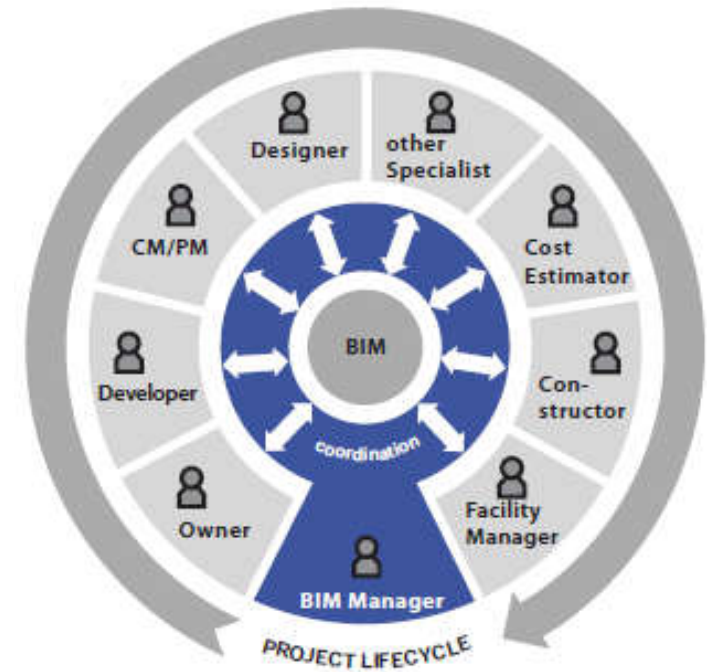 Designer
other
Specialist
CM/PM
Cost
Estimator
BIM
Developer
Con-
structor
coordination
Owner
Facility
Manager
BIM Manager
PROJECT LIFECYCLE